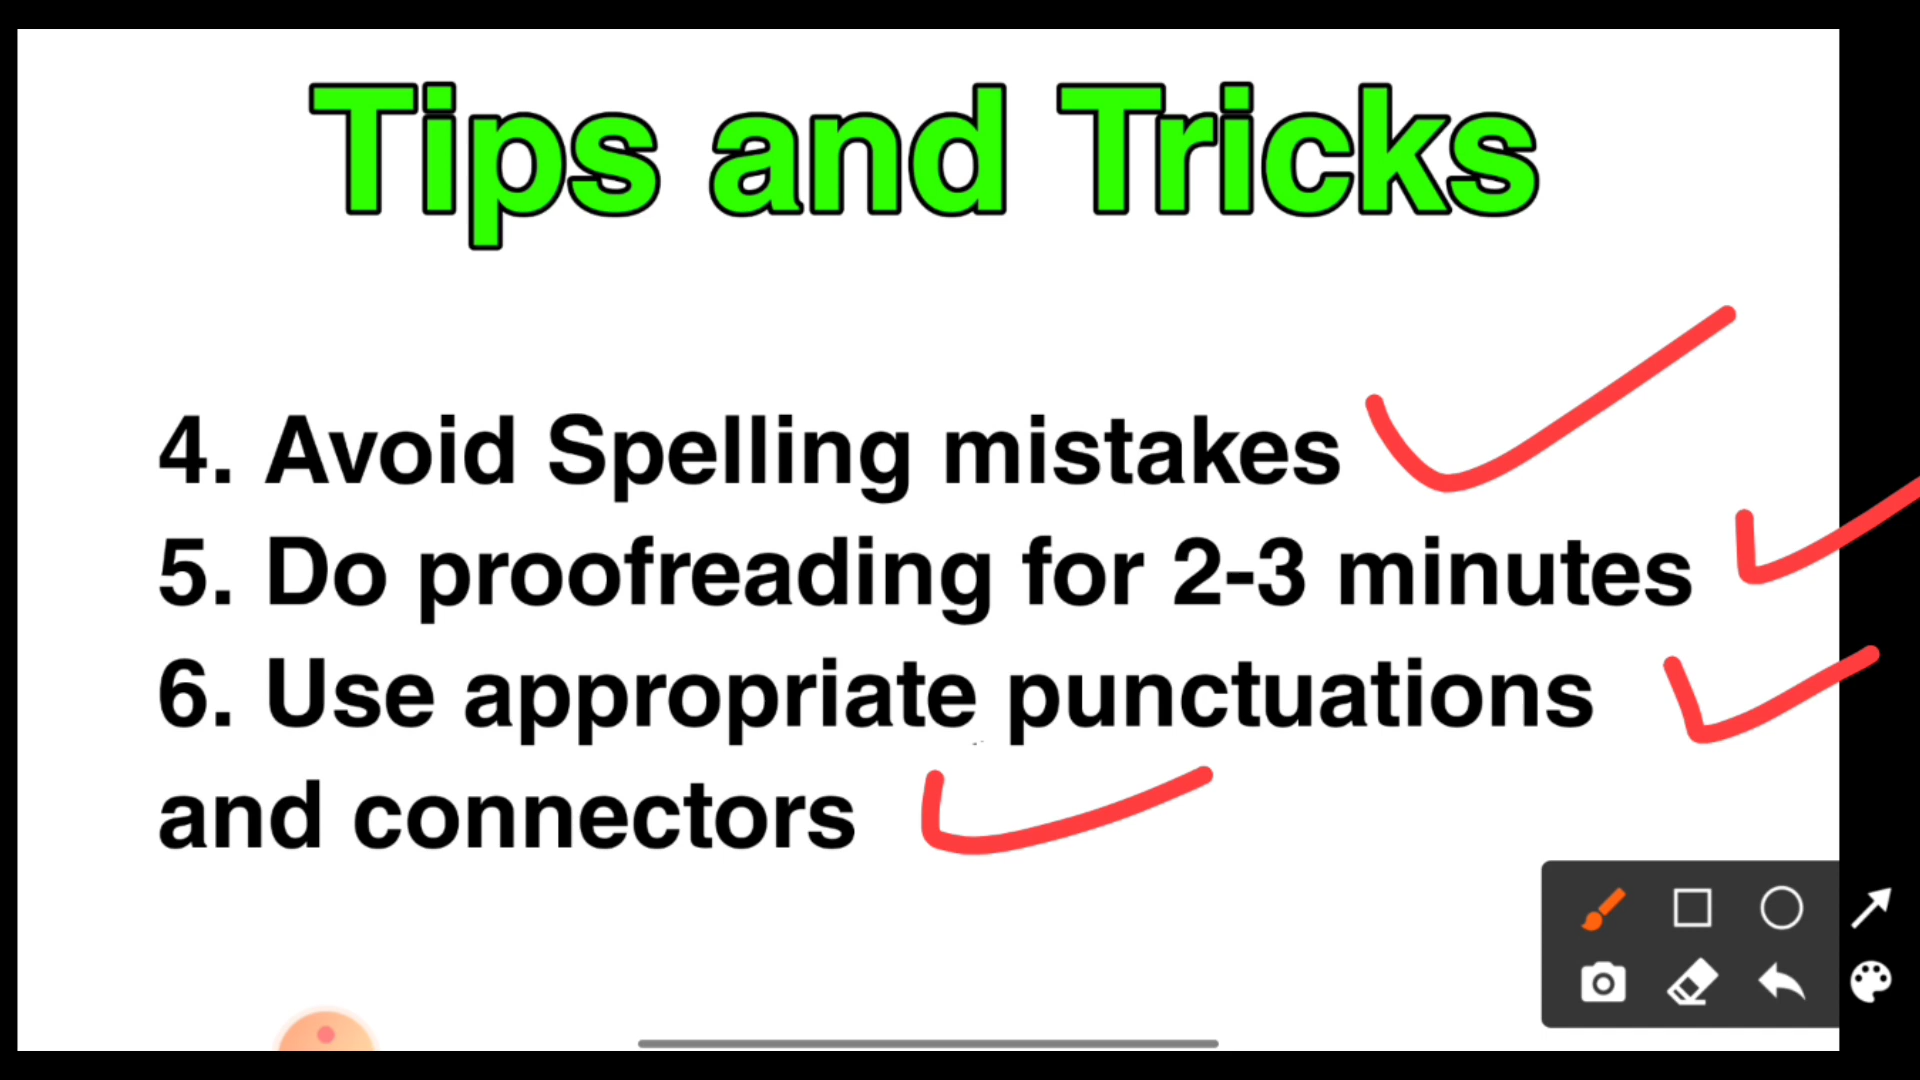 Tips and Tricks
4. Avoid Spelling mistakes
5. Do proofreading for 2-3 minutes
6. Use appropriate punctuations
and connectors